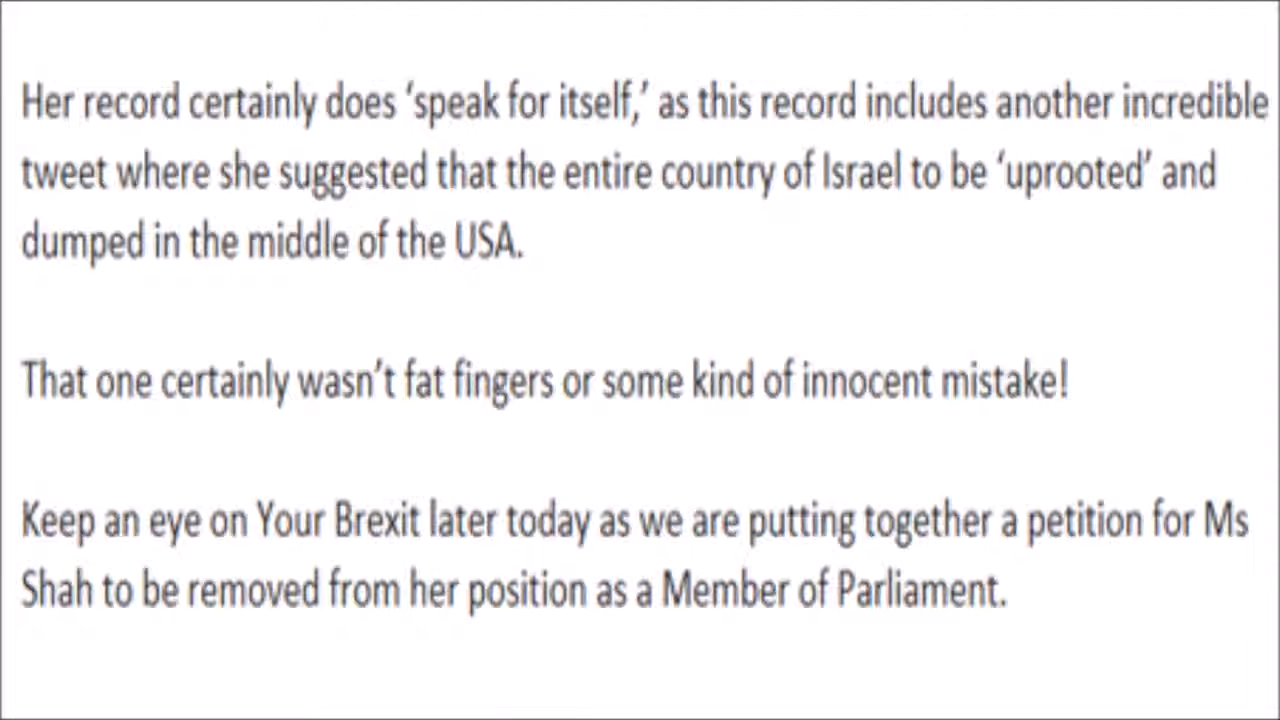 Her record certainly does ‘speak for itself,’ as this record includes another incredible
tweet where she suggested that the entire country of Israel to be ‘uprooted’ and
dumped in the middle of the USA.
That one certainly wasn’t fat fingers or some kind of innocent mistake!
Keep an eye on Your Brexit later today as we are putting together a petition for Ms
Shah to be removed from her position as a Member of Parliament.